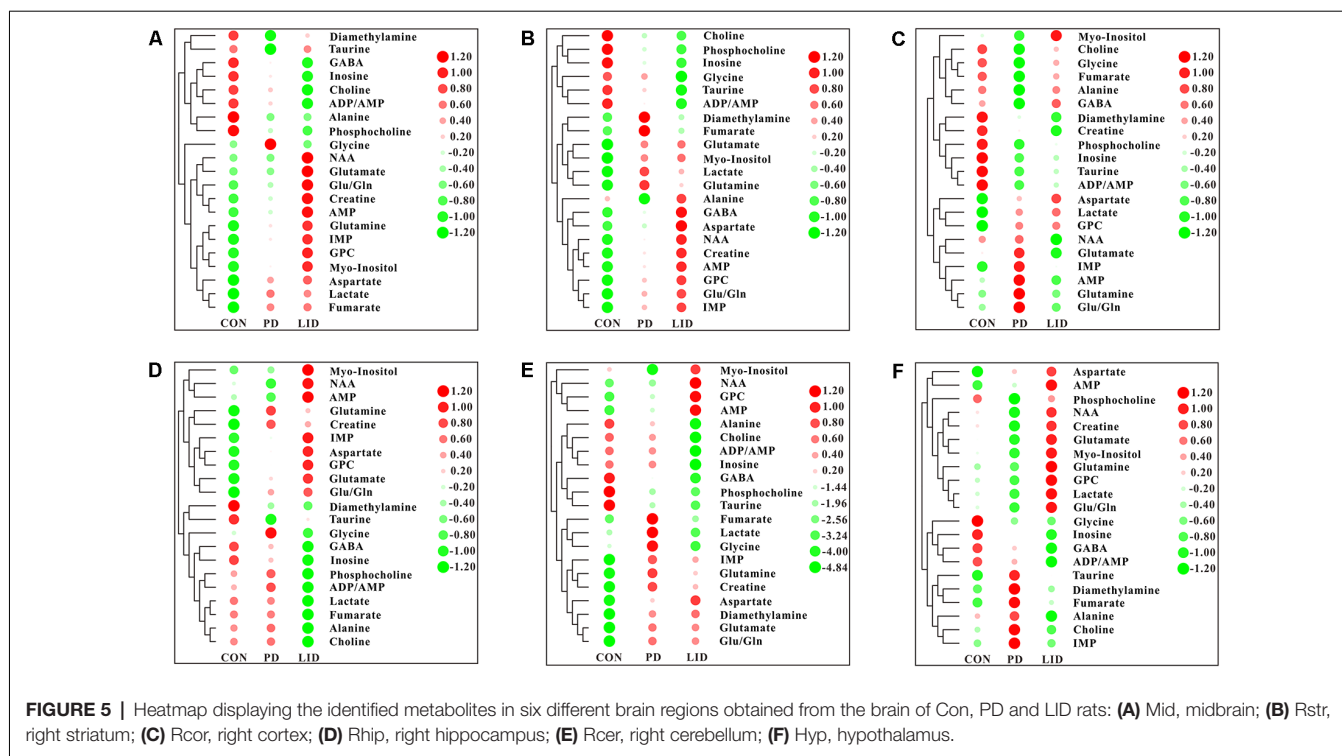 A
Diamethylamine
Taurine
GABA
Inosine
Choline
ADP/AMP
Alanine
Phosphocholine
Glycine
NAA
Glutamate
Glu/Gln
Creatine
AMP
Glutamine
IMP
GPC
Myo-Inositol
Aspartate
Lactate
Fumarate
CON PD LID
1.20
1.00
0.80
0.60
0.40
0.20
-0.20
-0.40
-0.60
-0.80
-1.00
-1.20
B
Choline
Phosphocholine
Inosine
Glycine
Taurine
ADP/AMP
Diamethylamine
Fumarate
Glutamate
Myo-Inositol
Lactate
Glutamine
Alanine
GABA
Aspartate
NAA
Creatine
AMP
GPC
Glu/Gln
IMP
CON PD LID
1.20
1.00
0.80
0.60
0.40
0.20
-0.20
-0.40
-0.60
-0.80
-1.00
-1.20
C
Myo-Inositol
Choline
Glycine
Fumarate
Alanine
GABA
Diamethylamine
Creatine
Phosphocholine
Inosine
Taurine
ADP/AMP
Aspartate
Lactate
GPC
NAA
Glutamate
IMP
AMP
Glutamine
Glu/Gln
CON PD LID
1.20
1.00
0.80
0.60
0.40
0.20
-0.20
-0.40
-0.60
-0.80
-1.00
-1.20
D
Myo-Inositol
NAA
AMP
Glutamine
Creatine
IMP
Aspartate
GPC
Glutamate
Glu/Gln
Diamethylamine
Taurine
Glycine
GABA
Inosine
Phosphocholine
ADP/AMP
Lactate
Fumarate
Alanine
Choline
CON PD LID
1.20
1.00
0.80
0.60
0.40
0.20
-0.20
-0.40
-0.60
-0.80
-1.00
-1.20
E
Myo-Inositol
NAA
GPC
AMP
Alanine
Choline
ADP/AMP
Inosine
GABA
Phosphocholine
Taurine
Fumarate
Lactate
Glycine
IMP
Glutamine
Creatine
Aspartate
Diamethylamine
Glutamate
Glu/Gln
CON PD LID
1.20
1.00
0.80
0.60
0.40
0.20
-1.44
-1.96
-2.56
-3.24
-4.00
-4.84
F
Aspartate
AMP
Phosphocholine
NAA
Creatine
Glutamate
Myo-Inositol
Glutamine
GPC
Lactate
Glu/Gln
Glycine
Inosine
GABA
ADP/AMP
Taurine
Diamethylamine
Fumarate
Alanine
Choline
IMP
CON PD LID
1.20
1.00
0.80
0.60
0.40
0.20
-0.20
-0.40
-0.60
-0.80
-1.00
-1.20
FIGURE 5 | Heatmap displaying the identified metabolites in six different brain regions obtained from the brain of Con, PD and LID rats: (A) Mid, midbrain; (B) Rstr,
right striatum; (C) Rcor, right cortex; (D) Rhip, right hippocampus; (E) Rcer, right cerebellum; (F) Hyp, hypothalamus.